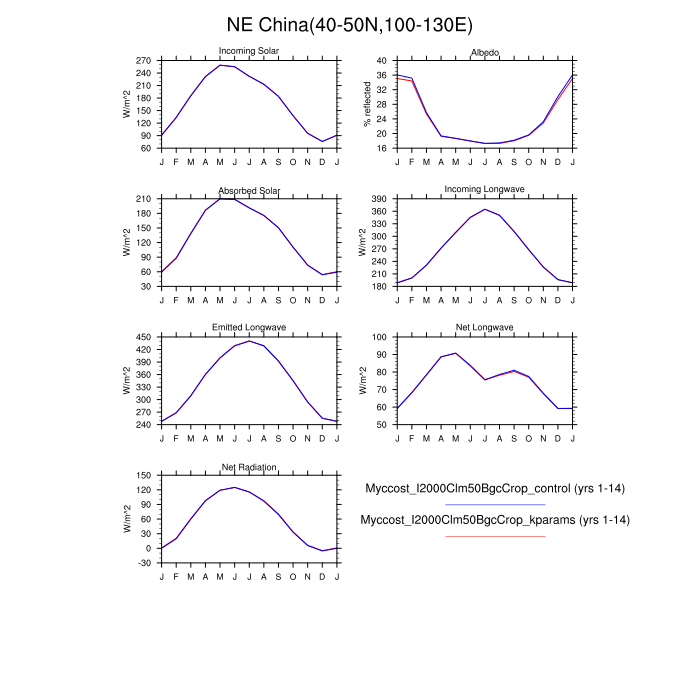 NE China(40-50N,100-130E)
Incoming Solar
W/m^2
270
240
210
180
150
120
90
60
J F M A M J J A S O N D J
Albedo
% reflected
40
36
32
28
24
20
16
J F M A M J J A S O N D J
Absorbed Solar
W/m^2
210
180
150
120
90
60
30
J F M A M J J A S O N D J
Incoming Longwave
W/m^2
390
360
330
300
270
240
210
180
J F M A M J J A S O N D J
Emitted Longwave
W/m^2
450
420
390
360
330
300
270
240
J F M A M J J A S O N D J
Net Longwave
W/m^2
100
90
80
70
60
50
J F M A M J J A S O N D J
Net Radiation
W/m^2
150
120
90
60
30
0
-30
J F M A M J J A S O N D J
Myccost_I2000Clm50BgcCrop_control (yrs 1-14)
Myccost_I2000Clm50BgcCrop_kparams (yrs 1-14)